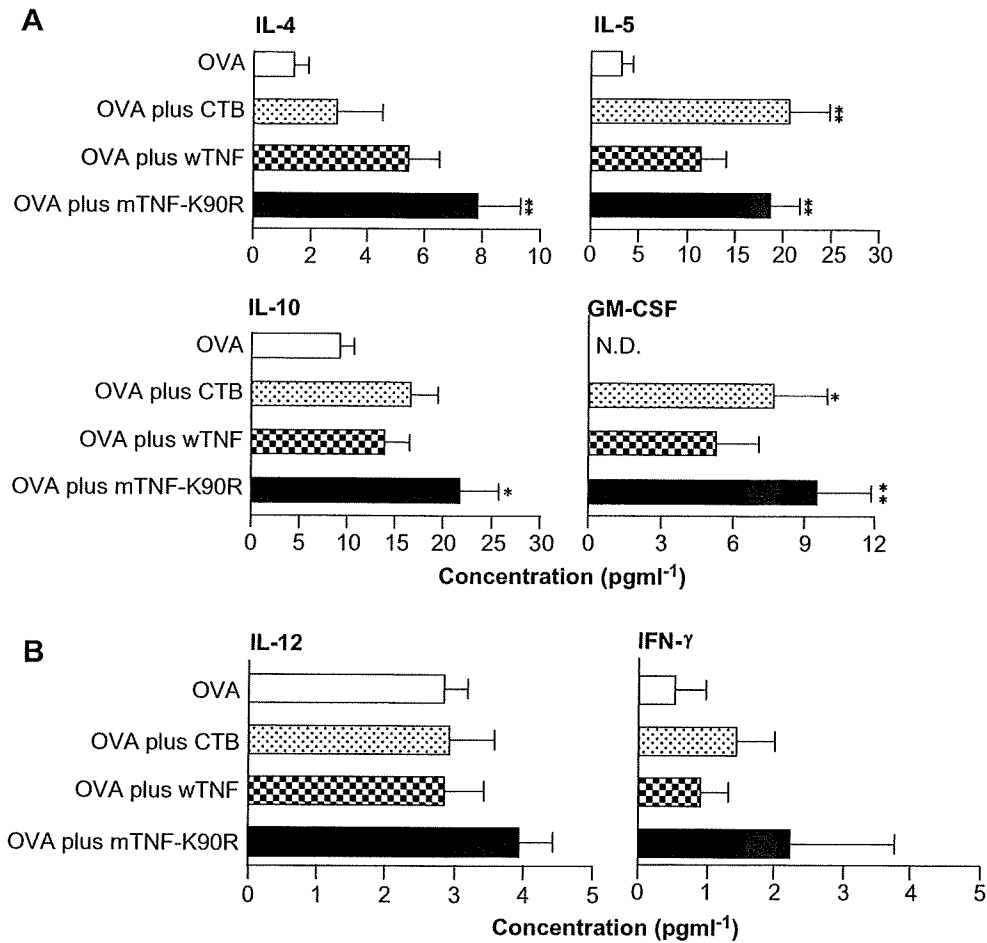 A
IL-4
IL-5
OVA
OVA plus CTB
**
OVA plus wTNF
OVA plus mTNF-K90R
**
**
0 2 4 6 8 10
0 5 10 15 20 25 30
IL-10
GM-CSF
OVA
N.D.
OVA plus CTB
*
OVA plus wTNF
OVA plus mTNF-K90R
*
**
0 5 10 15 20 25 30
0 3 6 9 12
Concentration (pgml-1)
B
IL-12
IFN-γ
OVA
OVA plus CTB
OVA plus wTNF
OVA plus mTNF-K90R
0 1 2 3 4 5
0 1 2 3 4 5
Concentration (pgml-1)